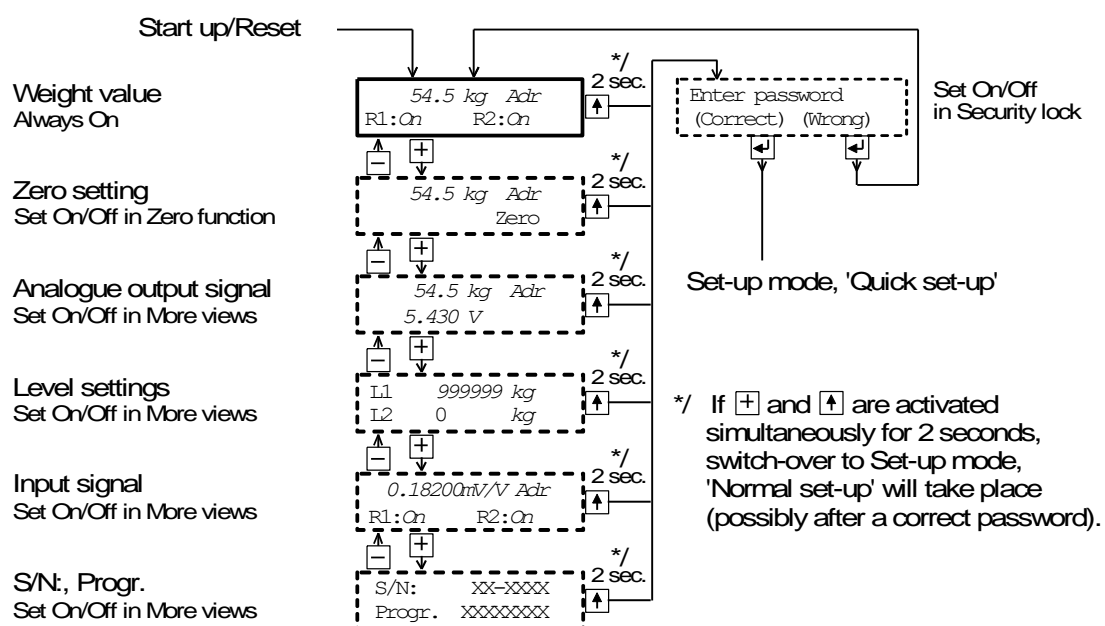 Start up/Reset
Weight value
Always On
54.5 kg Adr
R1:On R2:On
*/
2 sec.
Enter password
(Correct) (Wrong)
Set On/Off
in Security lock
Zero setting
Set On/Off in Zero function
54.5 kg Adr
Zero
*/
2 sec.
Analogue output signal
Set On/Off in More views
54.5 kg Adr
5.430 V
*/
2 sec.
Set-up mode, 'Quick set-up'
Level settings
Set On/Off in More views
L1 999999 kg
L2 0 kg
*/
2 sec.
*/ If + and ↑ are activated
simultaneously for 2 seconds,
switch-over to Set-up mode,
'Normal set-up' will take place
(possibly after a correct password).
Input signal
Set On/Off in More views
0.18200mV/V Adr
R1:On R2:On
*/
2 sec.
S/N:, Progr.
Set On/Off in More views
S/N: XX-XXXX
Progr. XXXXXXXX
*/
2 sec.